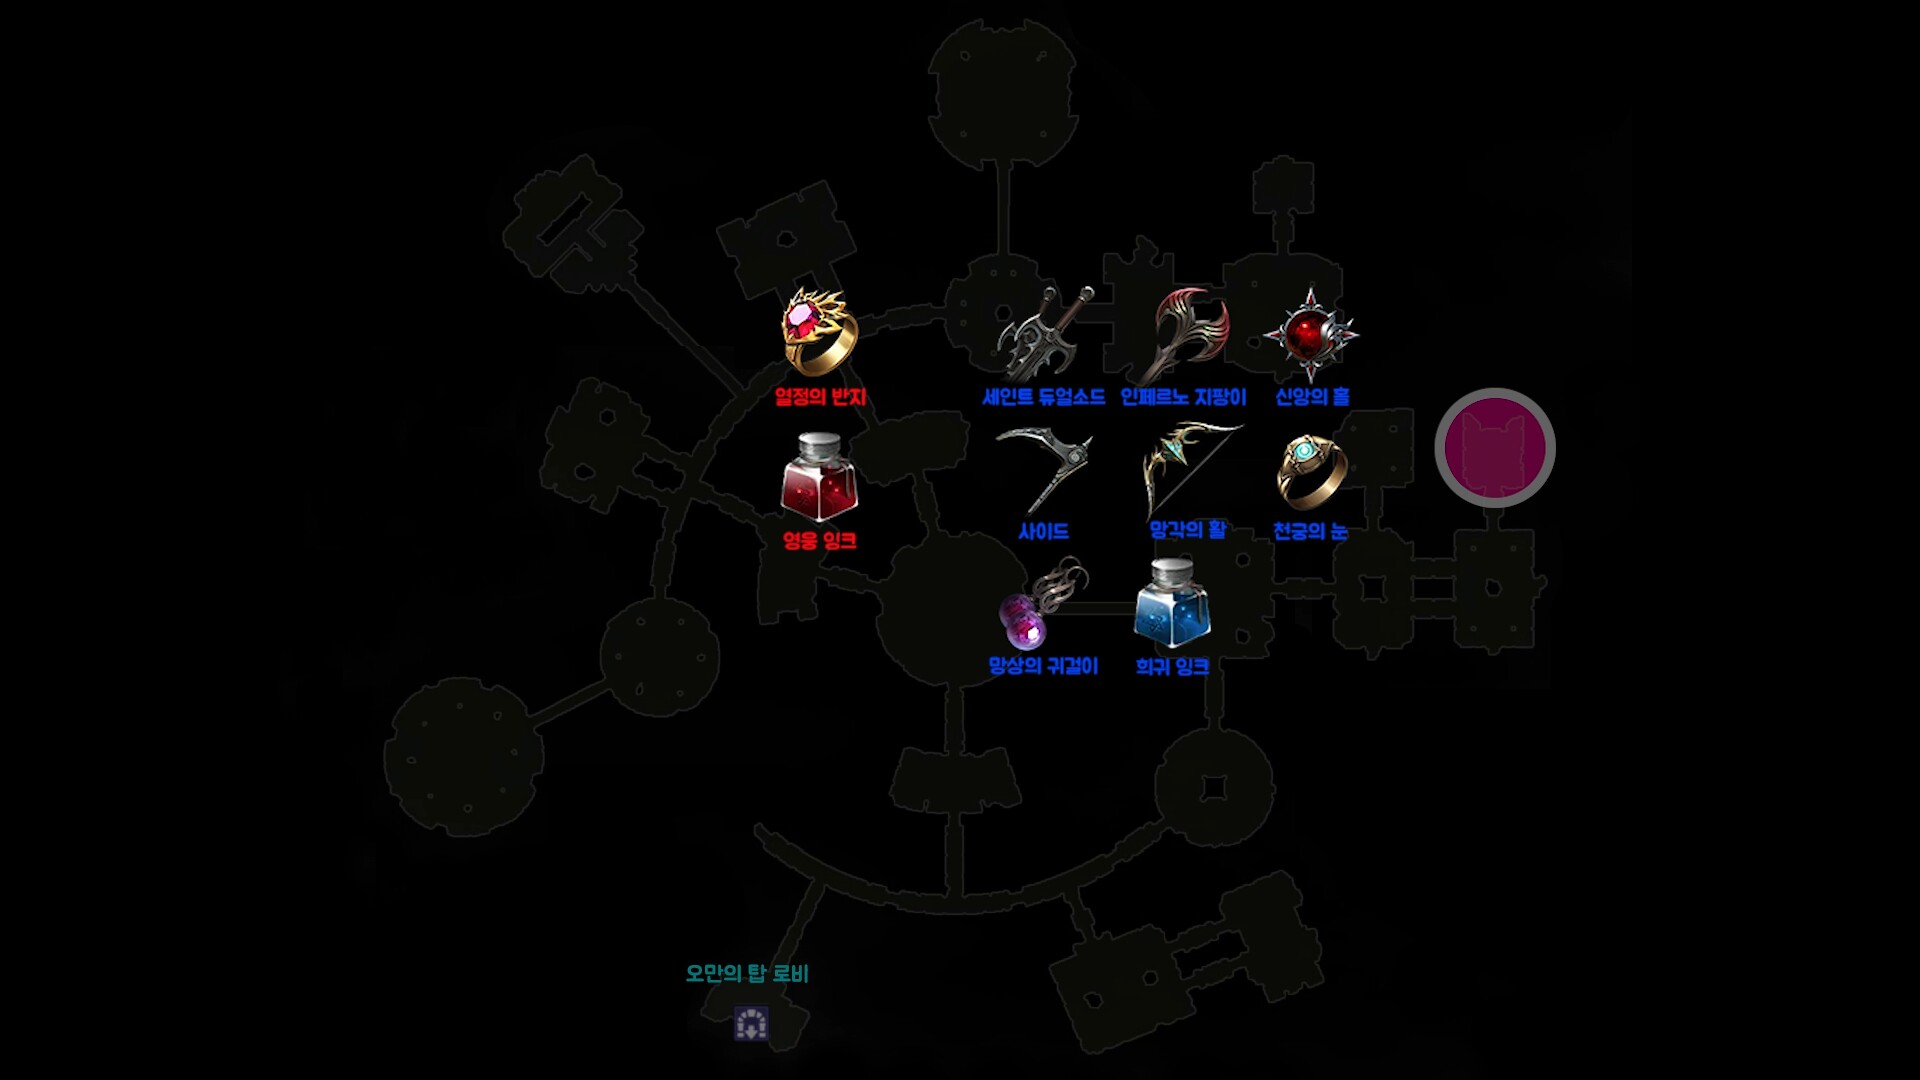 열정의 반지
세인트 듀얼소드
인페르노 지팡이
신앙의 홀
영웅 잉크
사이드
망각의 활
천궁의 눈
망상의 귀걸이
희귀 잉크
오만의 탑 로비